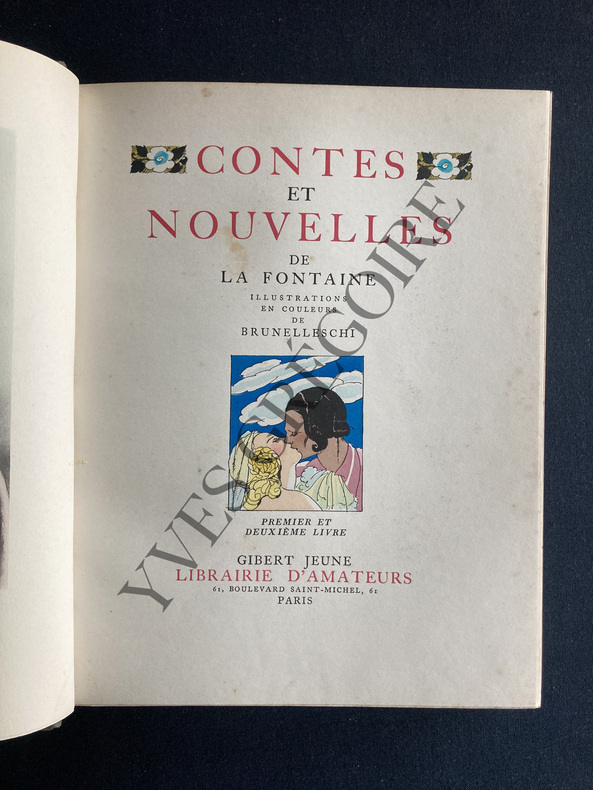 CONTES
ET
NOUVELLES
DE
LA FONTAINE
ILLUSTRATIONS
EN COULEURS
DE
BRUNELLESCHI
PREMIER ET
DEUXIÈME LIVRE
GIBERT JEUNE
LIBRAIRIE D'AMATEURS
61, BOULEVARD SAINT-MICHEL, 61
PARIS
YVES GRÉGOIRE